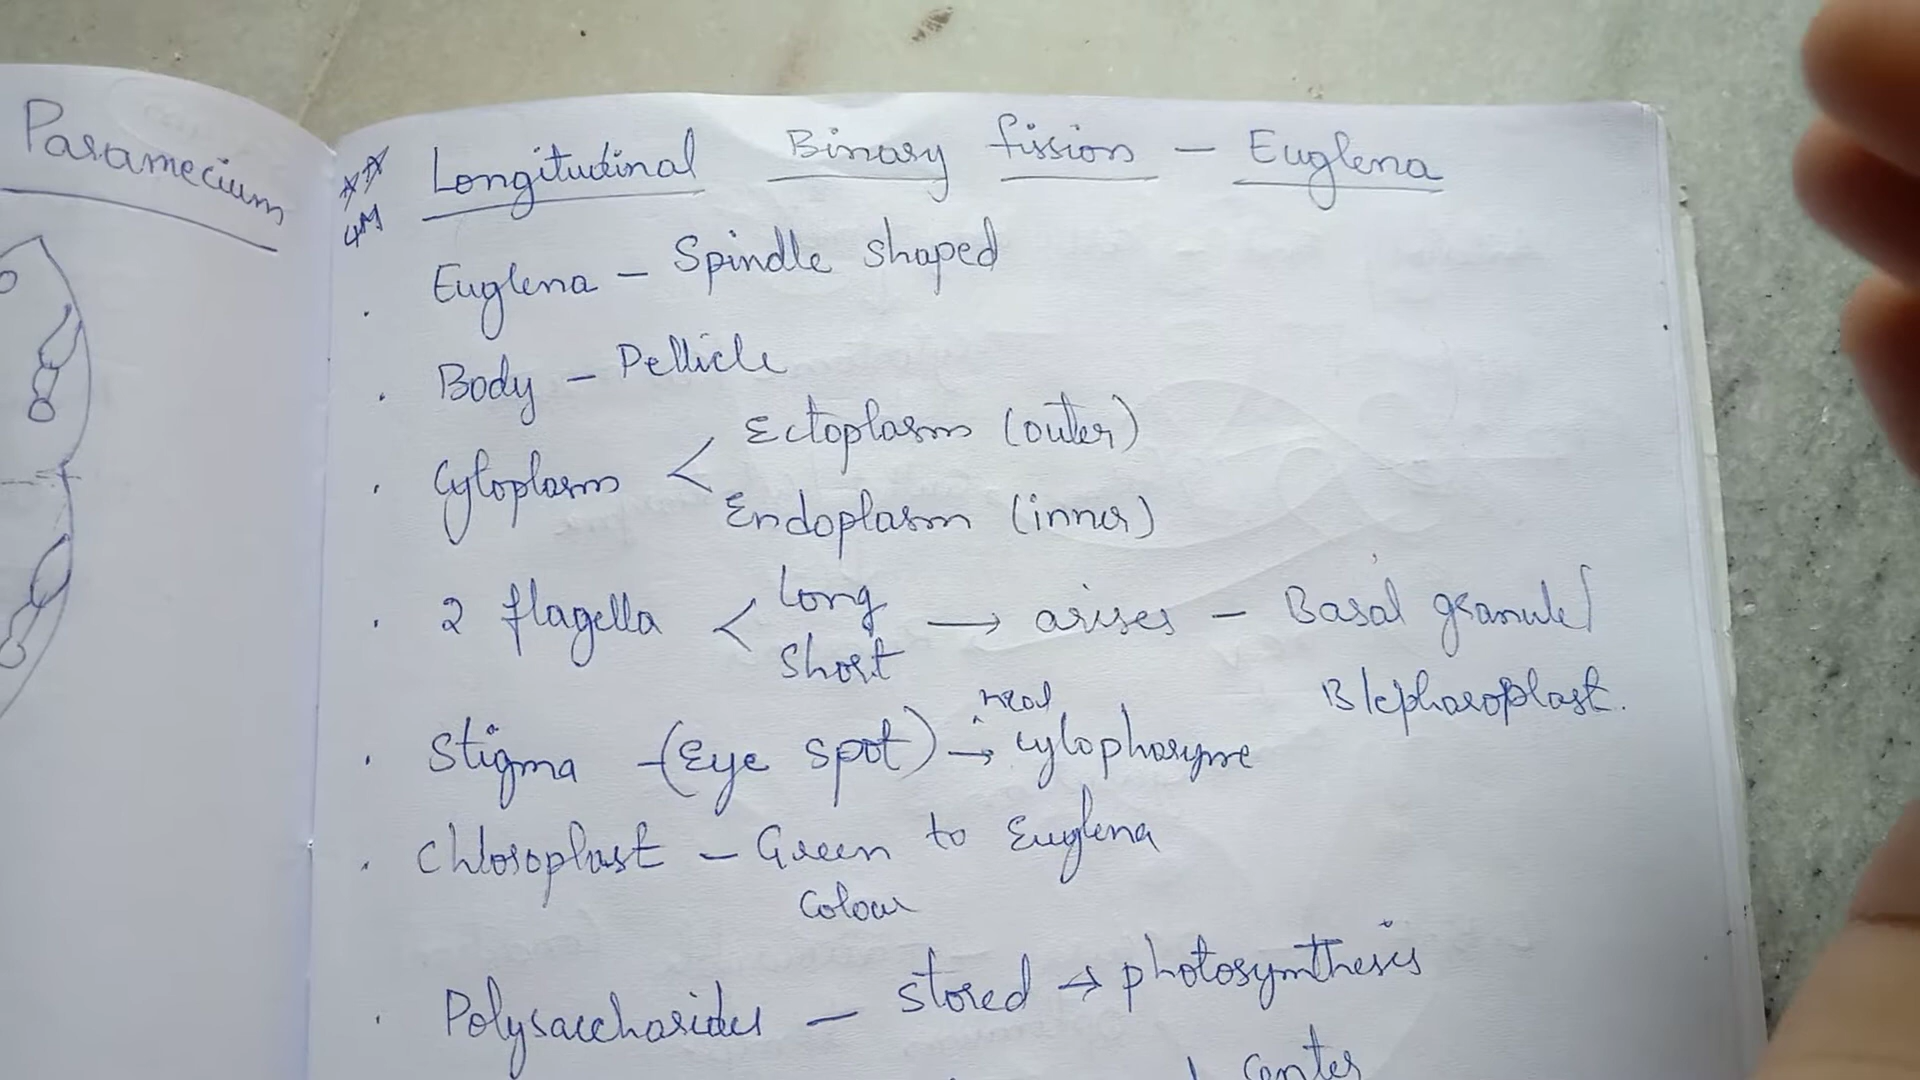 Paramecium
** Longitudinal Binary fission - Euglena
4M
. Euglena - Spindle shaped
. Body - Pellicle
. Cytoplasm < Ectoplasm (outer)
Endoplasm (inner)
. 2 flagella < Long
Short → arises - Basal granule/
Blepharoplast.
. Stigma - (Eye spot) → near cytopharynx
. Chloroplast - Green to Euglena
colour
. Polysaccharides - stored → photosynthesis
center